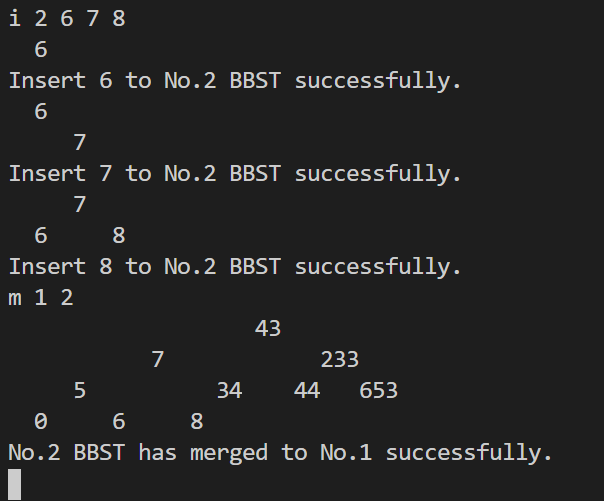 i 2 6 7 8
6
Insert 6 to No.2 BBST successfully.
6
7
Insert 7 to No.2 BBST successfully.
7
6 8
Insert 8 to No.2 BBST successfully.
m 1 2
43
7 233
5 34 44 653
0 6 8
No.2 BBST has merged to No.1 successfully.